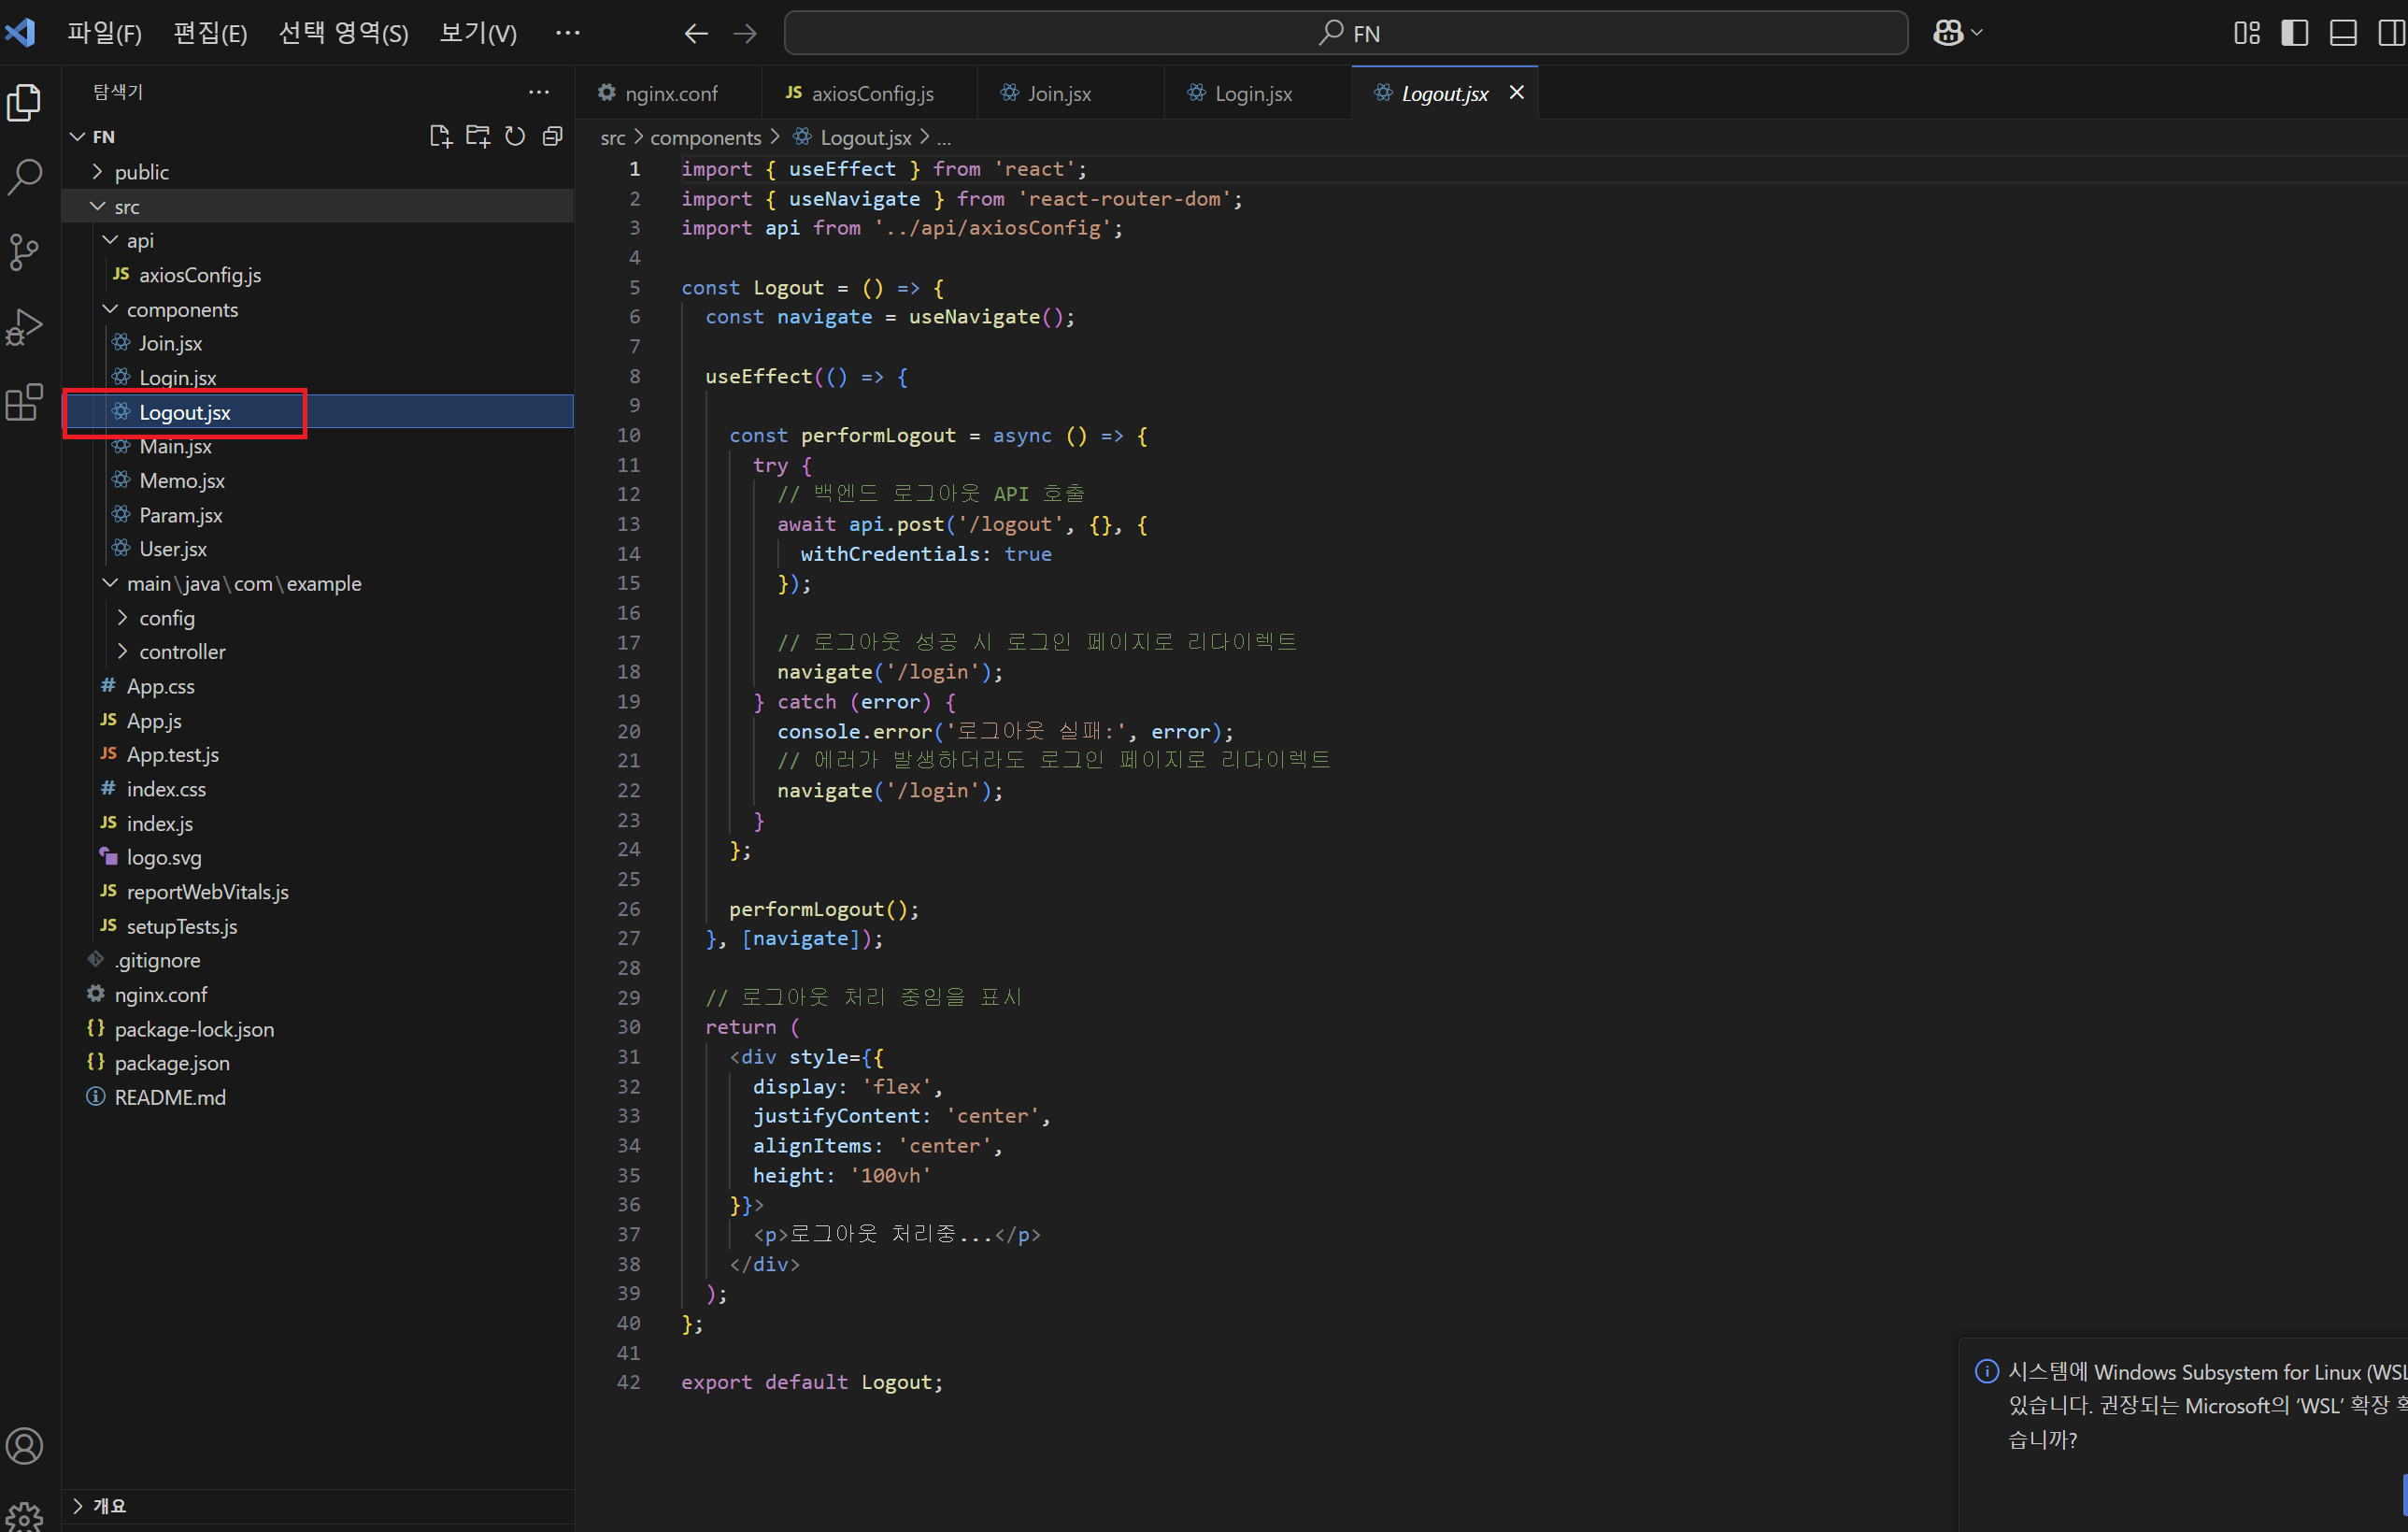 파일(F) 편집(E) 선택 영역(S) 보기(V) ··· FN
탐색기 ···
FN
public
src
api
JS axiosConfig.js
components
Join.jsx
Login.jsx
Logout.jsx
Main.jsx
Memo.jsx
Param.jsx
User.jsx
main\java\com\example
config
controller
# App.css
JS App.js
JS App.test.js
# index.css
JS index.js
logo.svg
JS reportWebVitals.js
JS setupTests.js
.gitignore
nginx.conf
{} package-lock.json
{} package.json
README.md
개요
nginx.conf JS axiosConfig.js Join.jsx Login.jsx Logout.jsx
src > components > Logout.jsx > ...
1 import { useEffect } from 'react';
2 import { useNavigate } from 'react-router-dom';
3 import api from '../api/axiosConfig';
4
5 const Logout = () => {
6 const navigate = useNavigate();
7
8 useEffect(() => {
9
10 const performLogout = async () => {
11 try {
12 // 백엔드 로그아웃 API 호출
13 await api.post('/logout', {}, {
14 withCredentials: true
15 });
16
17 // 로그아웃 성공 시 로그인 페이지로 리다이렉트
18 navigate('/login');
19 } catch (error) {
20 console.error('로그아웃 실패:', error);
21 // 에러가 발생하더라도 로그인 페이지로 리다이렉트
22 navigate('/login');
23 }
24 };
25
26 performLogout();
27 }, [navigate]);
28
29 // 로그아웃 처리 중임을 표시
30 return (
31 <div style={{
32 display: 'flex',
33 justifyContent: 'center',
34 alignItems: 'center',
35 height: '100vh'
36 }}>
37 <p>로그아웃 처리중...</p>
38 </div>
39 );
40 };
41
42 export default Logout;
시스템에 Windows Subsystem for Linux (WSL
있습니다. 권장되는 Microsoft의 'WSL' 확장
습니까?